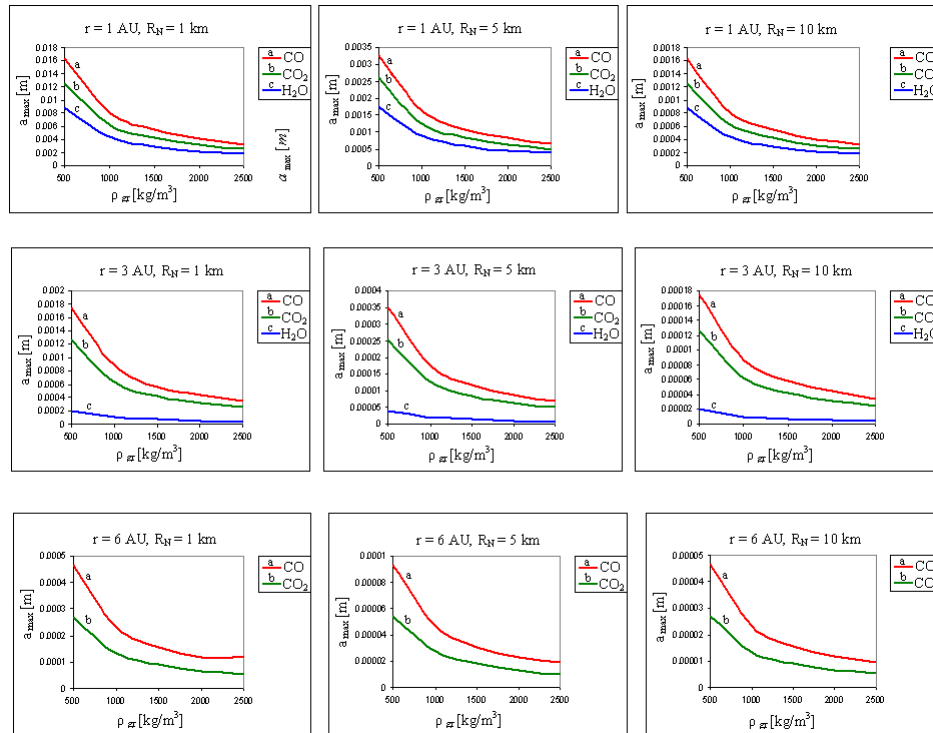 r = 1 AU, R_N = 1 km
0.018
0.016
0.014
0.012
0.01
0.008
0.006
0.004
0.002
0
a_max [m]
a
b
c
500 1000 1500 2000 2500
ρ_gr [kg/m³]
a CO
b CO₂
c H₂O
a_max [m]
r = 1 AU, R_N = 5 km
0.0035
0.003
0.0025
0.002
0.0015
0.001
0.0005
0
a
b
c
500 1000 1500 2000 2500
ρ_gr [kg/m³]
a CO
b CO₂
c H₂O
r = 1 AU, R_N = 10 km
0.0018
0.0016
0.0014
0.0012
0.001
0.0008
0.0006
0.0004
0.0002
0
a_max [m]
a
b
c
500 1000 1500 2000 2500
ρ_gr [kg/m³]
a CO
b CO
c H₂O
r = 3 AU, R_N = 1 km
0.002
0.0018
0.0016
0.0014
0.0012
0.001
0.0008
0.0006
0.0004
0.0002
0
a_max [m]
a
b
c
500 1000 1500 2000 2500
ρ_gr [kg/m³]
a CO
b CO₂
c H₂O
r = 3 AU, R_N = 5 km
0.0004
0.00035
0.0003
0.00025
0.0002
0.00015
0.0001
0.00005
0
a_max [m]
a
b
c
500 1000 1500 2000 2500
ρ_gr [kg/m³]
a CO
b CO₂
c H₂O
r = 3 AU, R_N = 10 km
0.00018
0.00016
0.00014
0.00012
0.0001
0.00008
0.00006
0.00004
0.00002
0
a_max [m]
a
b
c
500 1000 1500 2000 2500
ρ_gr [kg/m³]
a CO
b CO
c H₂O
r = 6 AU, R_N = 1 km
0.0005
0.0004
0.0003
0.0002
0.0001
0
a_max [m]
a
b
500 1000 1500 2000 2500
ρ_gr [kg/m³]
a CO
b CO₂
r = 6 AU, R_N = 5 km
0.0001
0.00008
0.00006
0.00004
0.00002
0
a_max [m]
a
b
500 1000 1500 2000 2500
ρ_gr [kg/m³]
a CO
b CO₂
r = 6 AU, R_N = 10 km
0.00005
0.00004
0.00003
0.00002
0.00001
0
a_max [m]
a
b
500 1000 1500 2000 2500
ρ_gr [kg/m³]
a CO
b CO